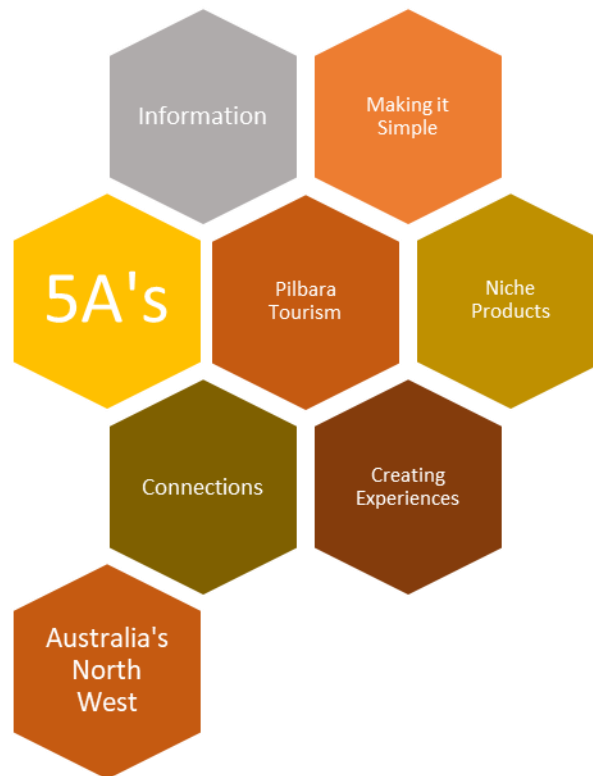 Information
Making it
Simple
5A's
Pilbara
Tourism
Niche
Products
Connections
Creating
Experiences
Australia's
North
West